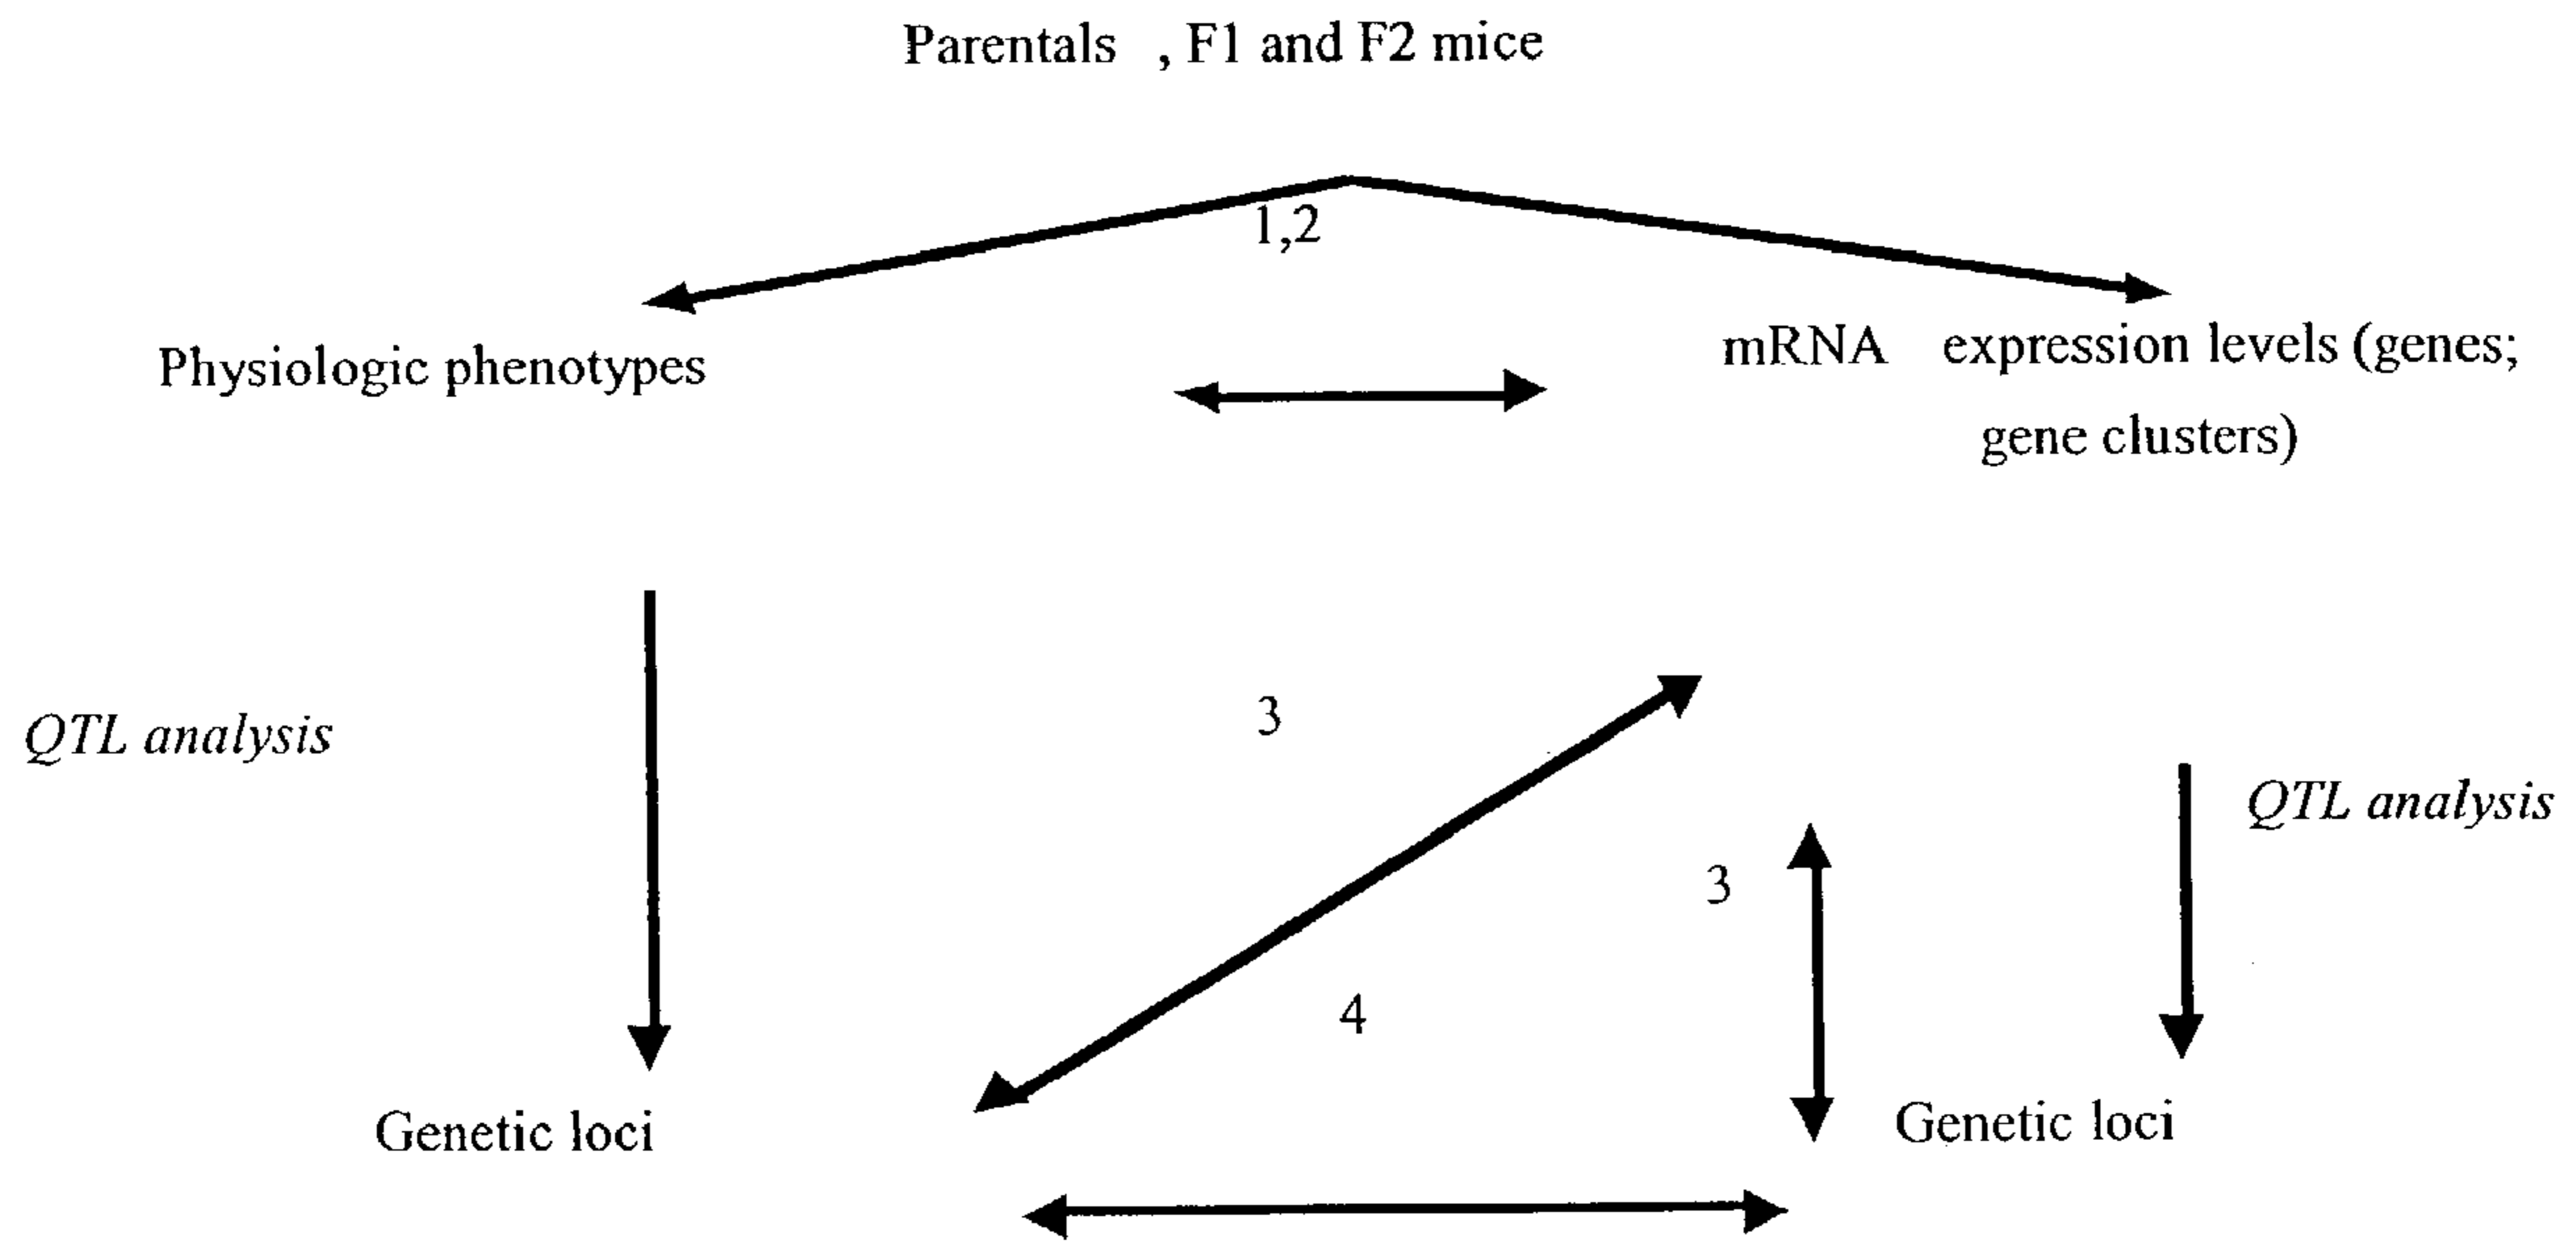 Parentals , F1 and F2 mice
1,2
Physiologic phenotypes
mRNA expression levels (genes;
gene clusters)
3
QTL analysis
QTL analysis
3
4
Genetic loci
Genetic loci